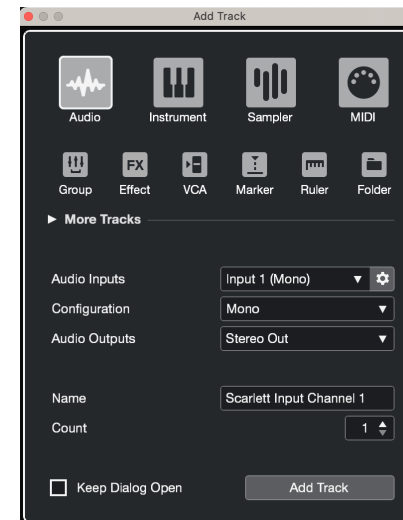 Add Track
Audio Instrument Sampler MIDI
FX
Group Effect VCA Marker Ruler Folder
More Tracks
Audio Inputs Input 1 (Mono)
Configuration Mono
Audio Outputs Stereo Out
Name Scarlett Input Channel 1
Count 1
Keep Dialog Open Add Track